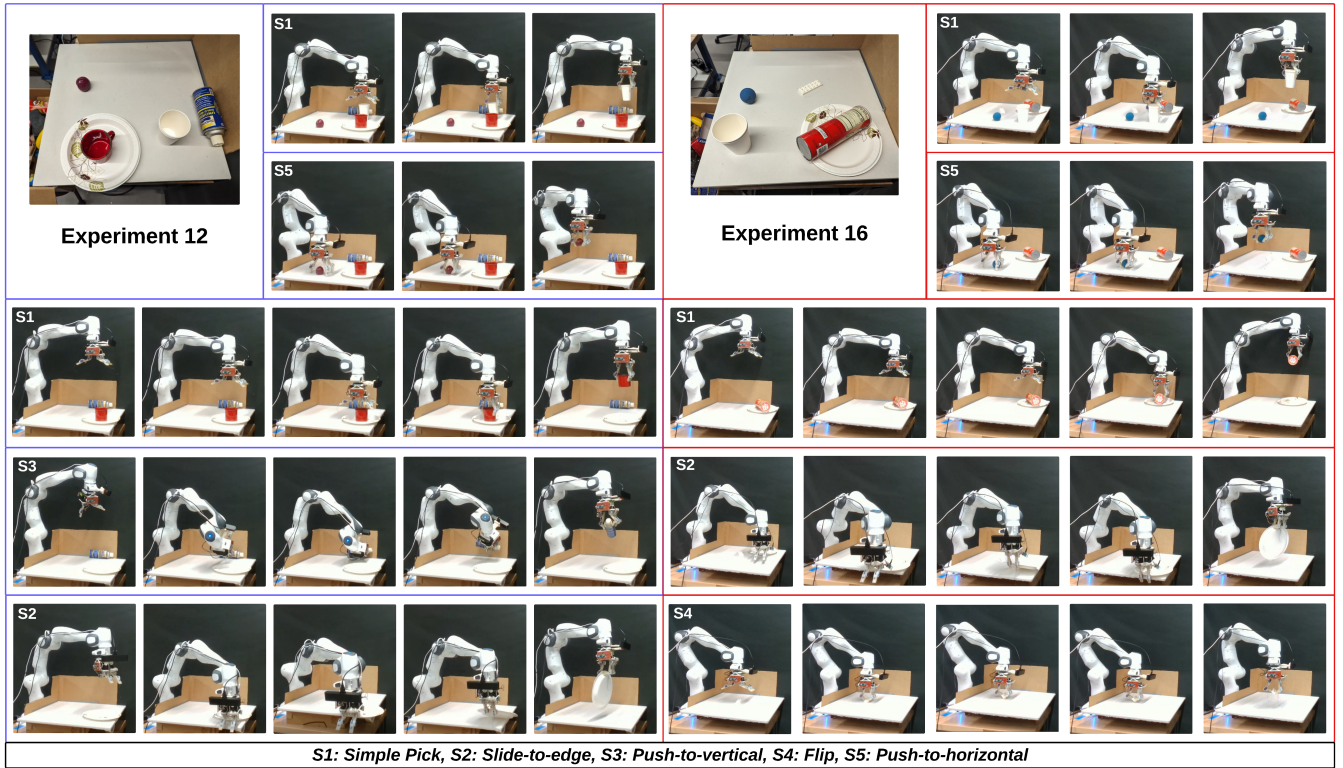 S1
S1
S5
S5
Experiment 12
Experiment 16
S1
S1
S3
S2
S2
S4
S1: Simple Pick, S2: Slide-to-edge, S3: Push-to-vertical, S4: Flip, S5: Push-to-horizontal